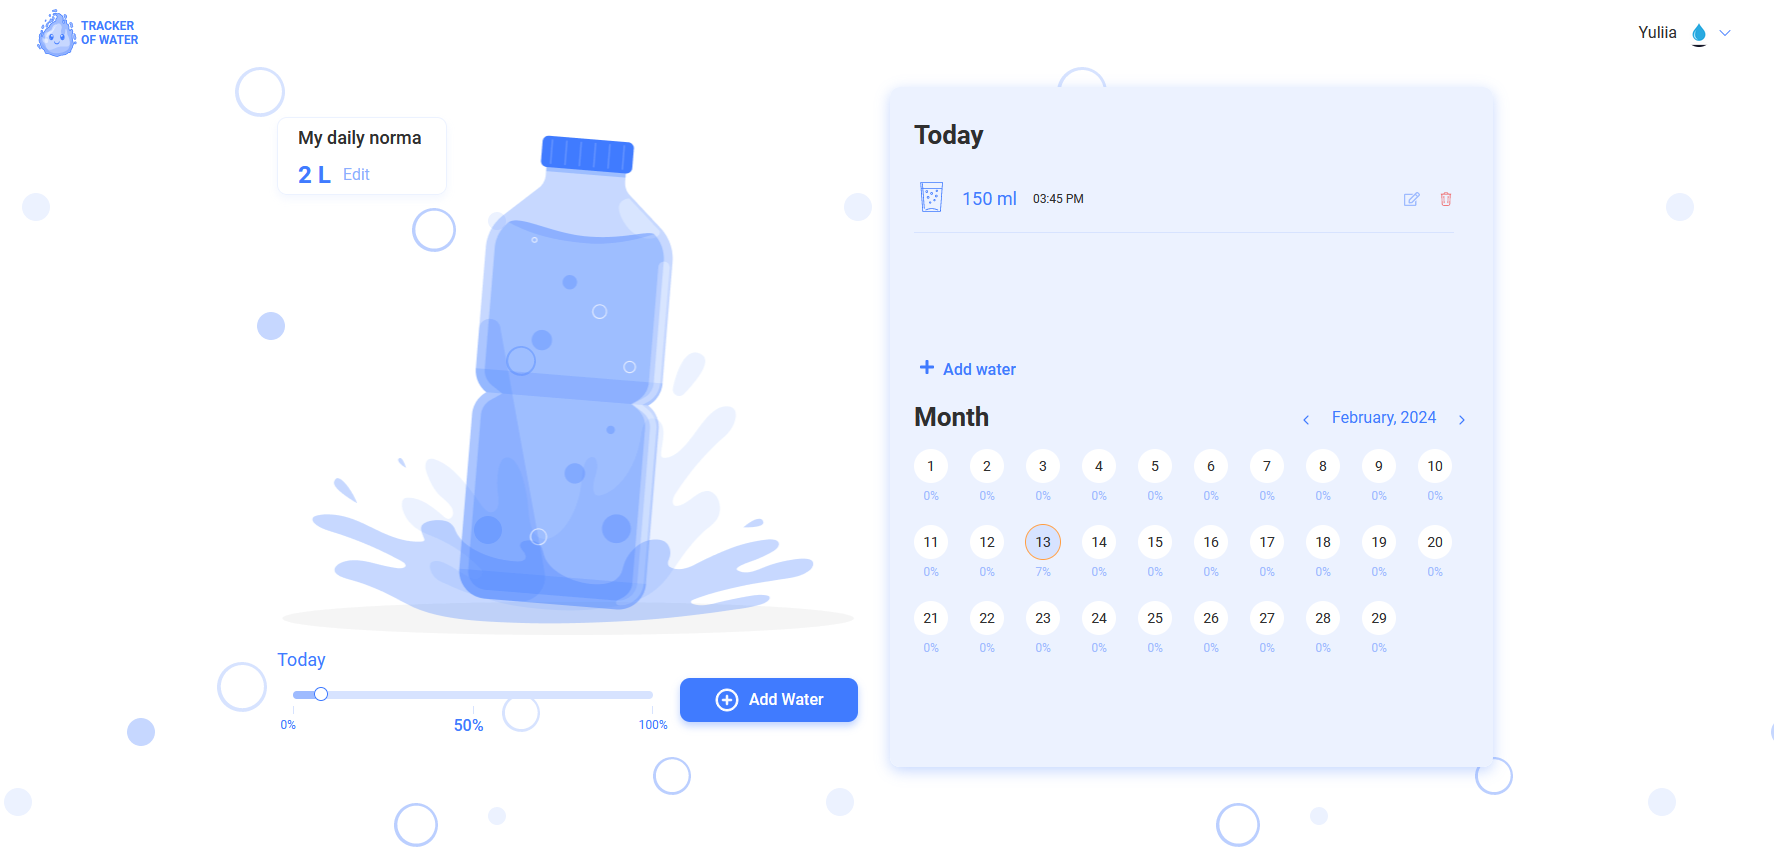 TRACKER
OF WATER
Yuliia
My daily norma
2 L Edit
Today
0% 50% 100%
Add Water
Today
150 ml 03:45 PM
Add water
Month
February, 2024
1 2 3 4 5 6 7 8 9 10
0% 0% 0% 0% 0% 0% 0% 0% 0% 0%
11 12 13 14 15 16 17 18 19 20
0% 0% 7% 0% 0% 0% 0% 0% 0% 0%
21 22 23 24 25 26 27 28 29
0% 0% 0% 0% 0% 0% 0% 0% 0%